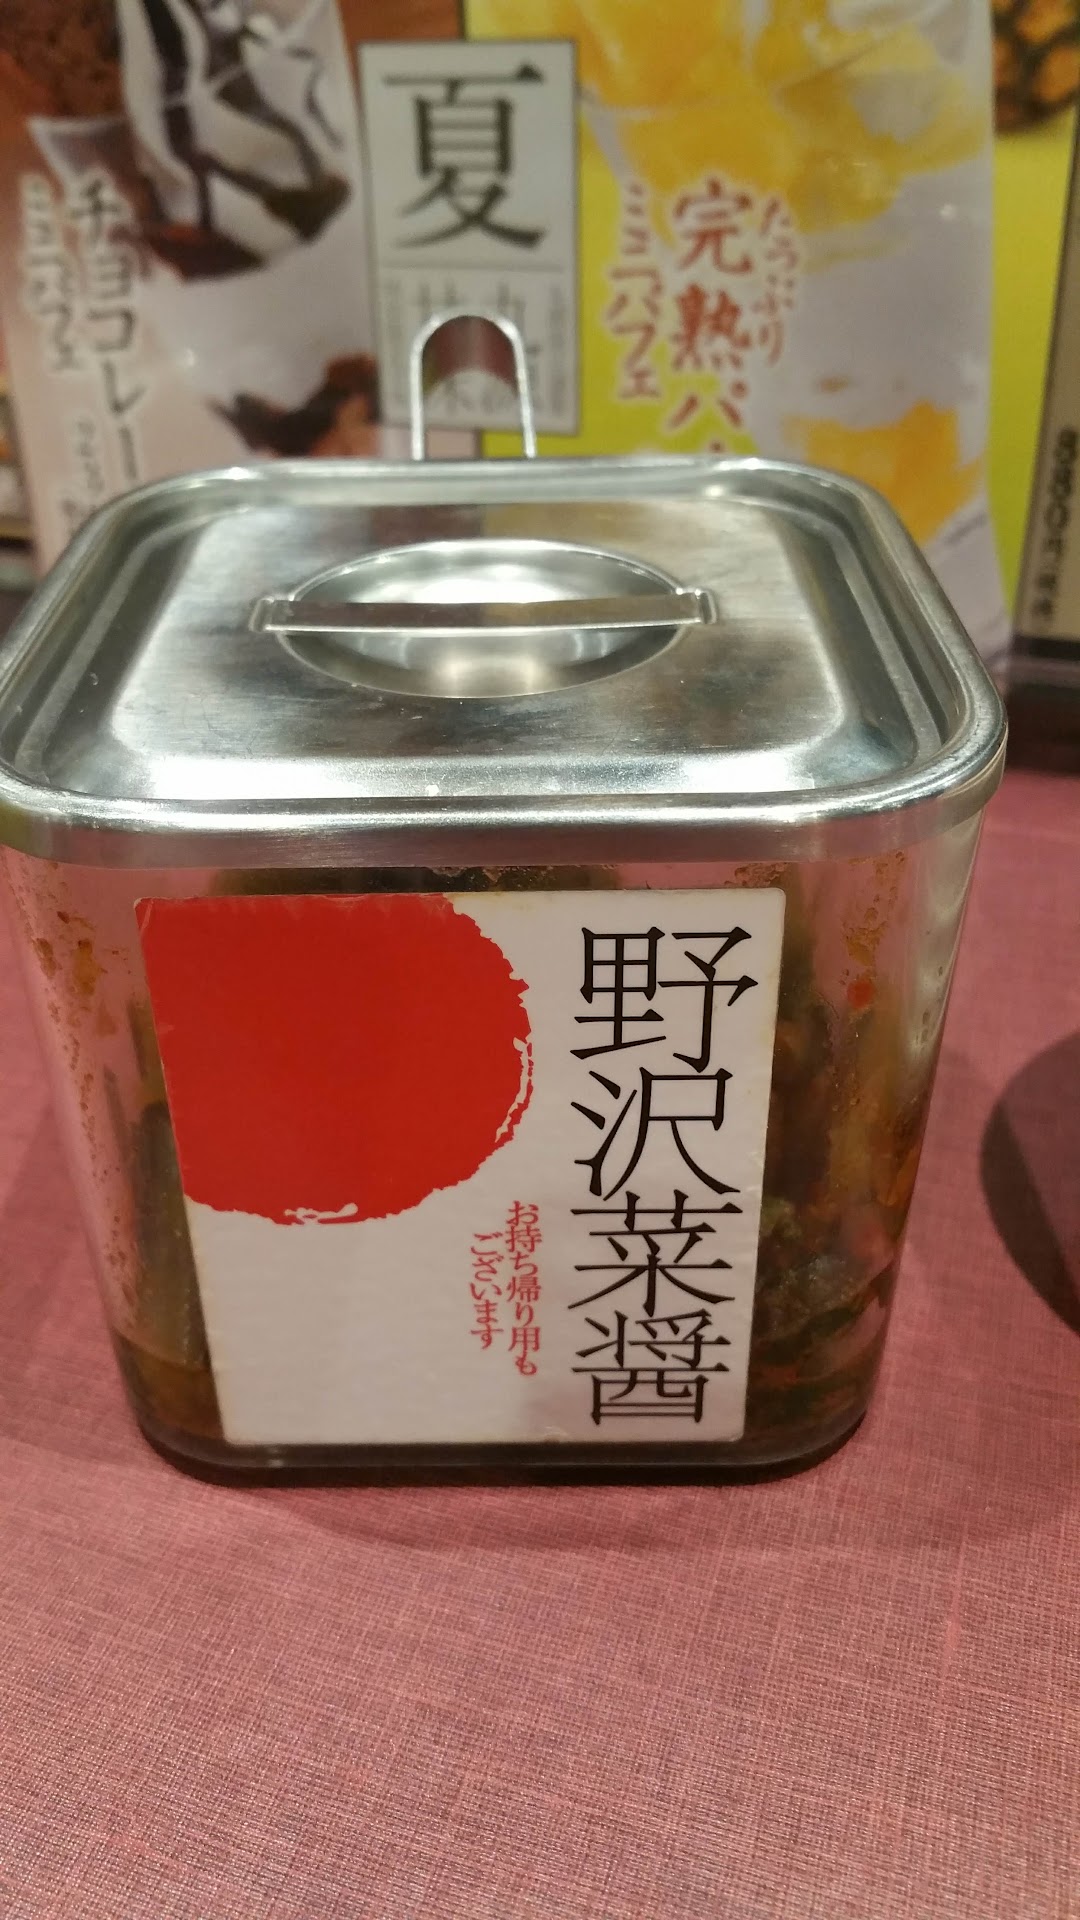 野沢菜醤
お持ち帰り用も
ございます
夏
たっぷり
完熟パ
ミニパフェ
チョコレー
ミニパフェ